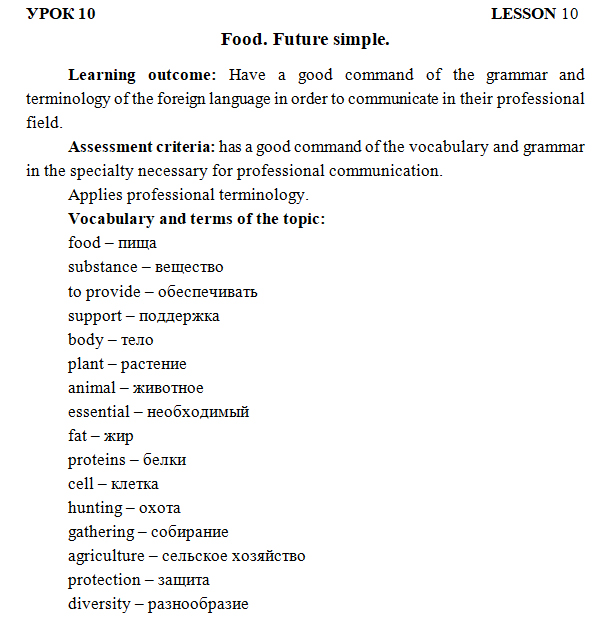 УРОК 10 LESSON 10
Food. Future simple.
Learning outcome: Have a good command of the grammar and
terminology of the foreign language in order to communicate in their professional
field.
Assessment criteria: has a good command of the vocabulary and grammar
in the specialty necessary for professional communication.
Applies professional terminology.
Vocabulary and terms of the topic:
food – пища
substance – вещество
to provide – обеспечивать
support – поддержка
body – тело
plant – растение
animal – животное
essential – необходимый
fat – жир
proteins – белки
cell – клетка
hunting – охота
gathering – собирание
agriculture – сельское хозяйство
protection – защита
diversity – разнообразие